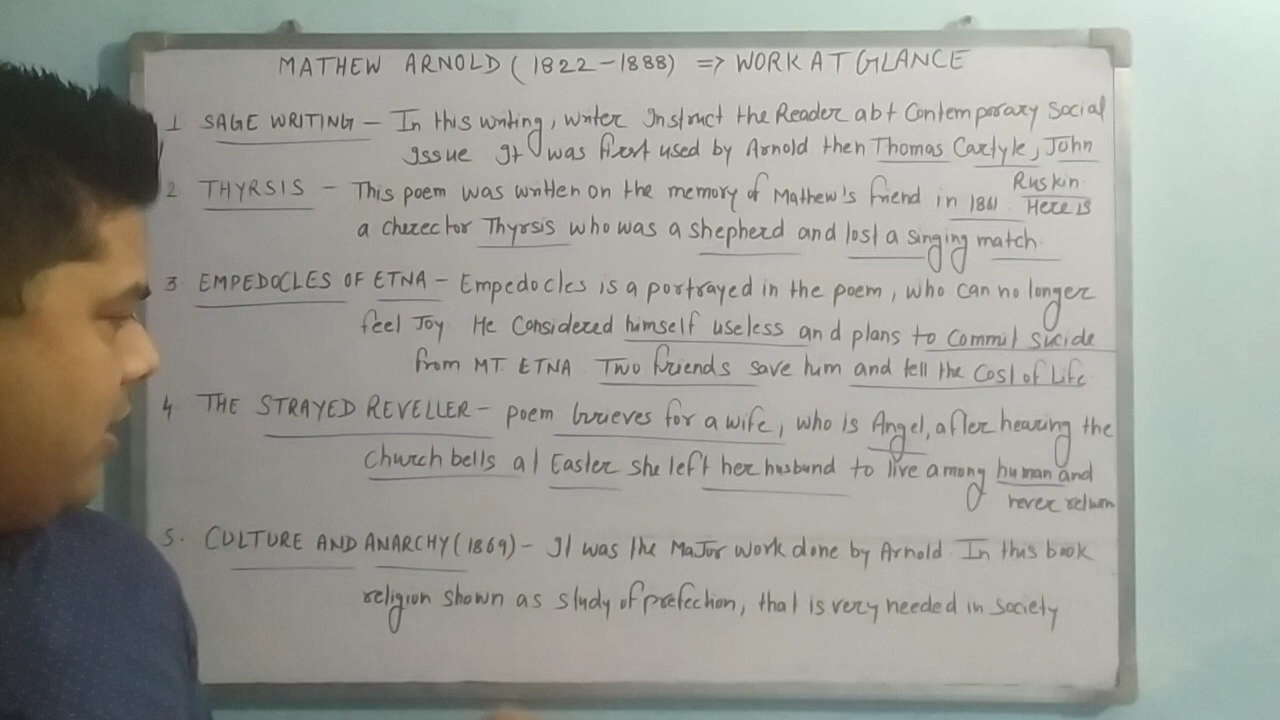 MATHEW ARNOLD (1822-1888) => WORK AT GLANCE
1 SAGE WRITING - In this writing, writer Instruct the Reader abt Contemporary Social
Issue It was first used by Arnold then Thomas Carlyle, John
Ruskin
2 THYRSIS - This poem was written on the memory of Mathew's friend in 1861. Here is
a cherector Thyrsis who was a shepherd and lost a singing match.
3 EMPEDOCLES OF ETNA - Empedocles is a portrayed in the poem, who can no longer
feel Joy He Considered himself useless and plans to Commit Sucide
from MT. ETNA Two friends save him and tell the Cost of Life
4 THE STRAYED REVELLER - poem brieves for a wife, who is Angel, after hearing the
Church bells at Easter she left her husbund to live among human and
never return
5. CULTURE AND ANARCHY (1869) - It was the Major work done by Arnold In this book
religion shown as study of prefection, that is very needed in Society